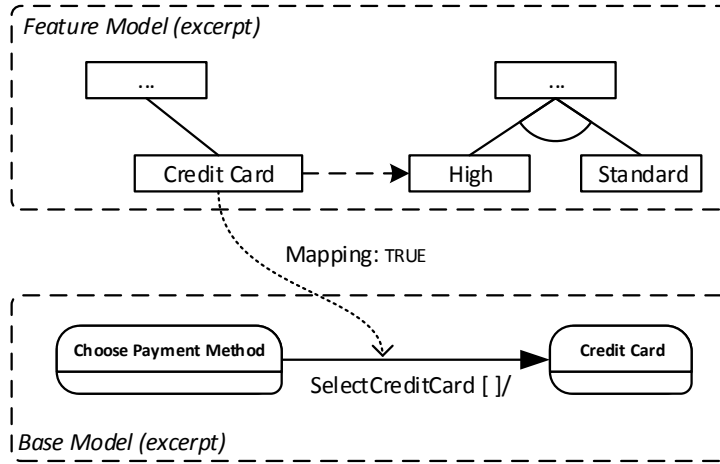 Feature Model (excerpt)
...
...
Credit Card
High
Standard
Mapping: TRUE
Choose Payment Method
Credit Card
SelectCreditCard [ ]/
Base Model (excerpt)